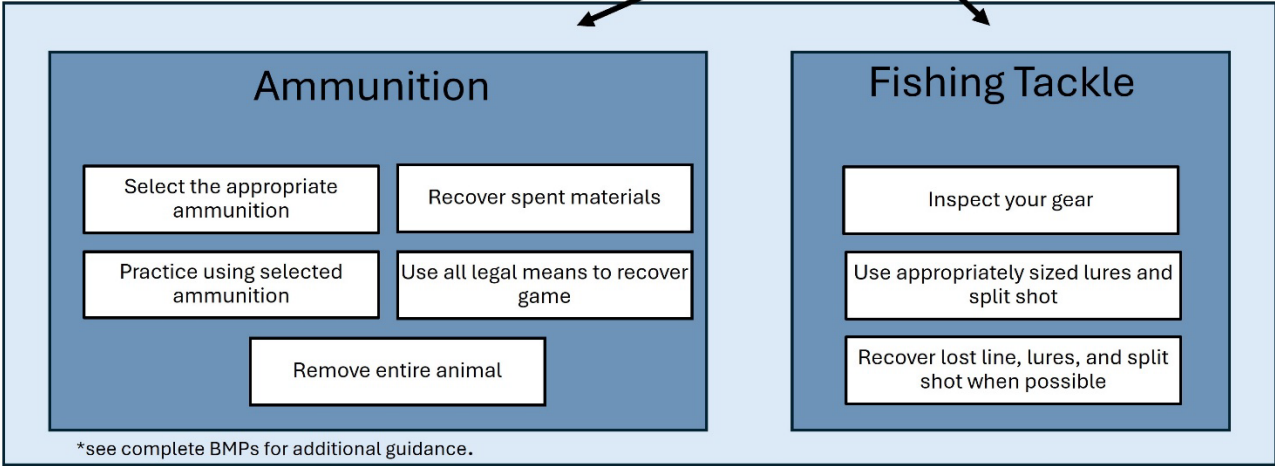 Ammunition
Select the appropriate
ammunition
Recover spent materials
Practice using selected
ammunition
Use all legal means to recover
game
Remove entire animal
Fishing Tackle
Inspect your gear
Use appropriately sized lures and
split shot
Recover lost line, lures, and split
shot when possible
*see complete BMPs for additional guidance.